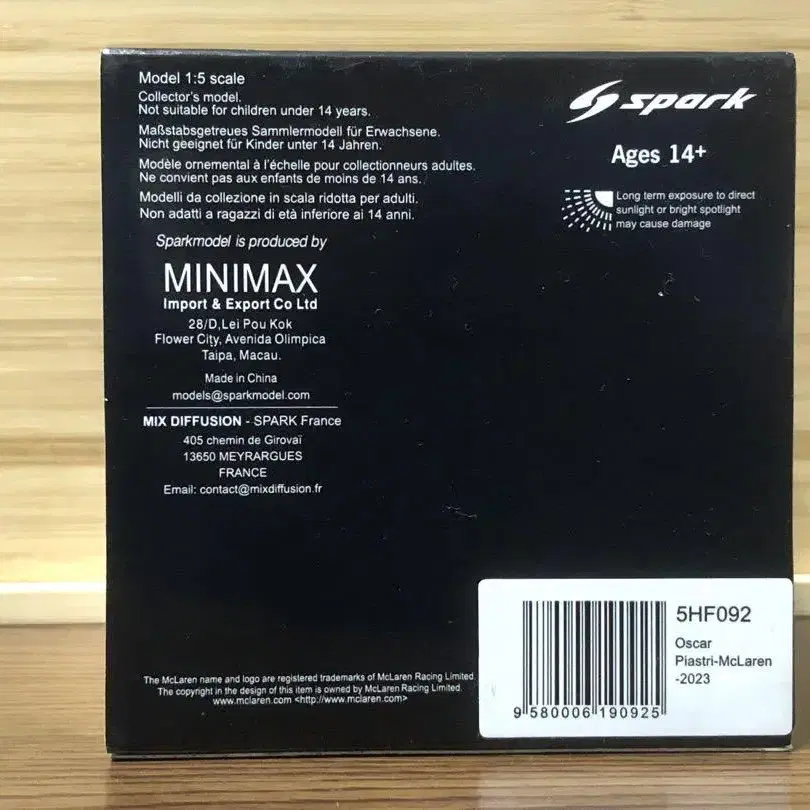 Model 1:5 scale
Collector's model.
Not suitable for children under 14 years.
Maßstabsgetreues Sammlermodell für Erwachsene.
Nicht geeignet für Kinder unter 14 Jahren.
Modèle ornemental à l'échelle pour collectionneurs adultes.
Ne convient pas aux enfants de moins de 14 ans.
Modelli da collezione in scala ridotta per adulti.
Non adatti a ragazzi di età inferiore ai 14 anni.
Sparkmodel is produced by
MINIMAX
Import & Export Co Ltd
28/D,Lei Pou Kok
Flower City, Avenida Olimpica
Taipa, Macau.
Made in China
models@sparkmodel.com
MIX DIFFUSION - SPARK France
405 chemin de Girovaï
13650 MEYRARGUES
FRANCE
Email: contact@mixdiffusion.fr
spark
Ages 14+
Long term exposure to direct
sunlight or bright spotlight
may cause damage
The McLaren name and logo are registered trademarks of McLaren Racing Limited.
The copyright in the design of this item is owned by McLaren Racing Limited.
www.mclaren.com <http://www.mclaren.com>
5HF092
Oscar
Piastri-McLaren
-2023
9 580006 190925